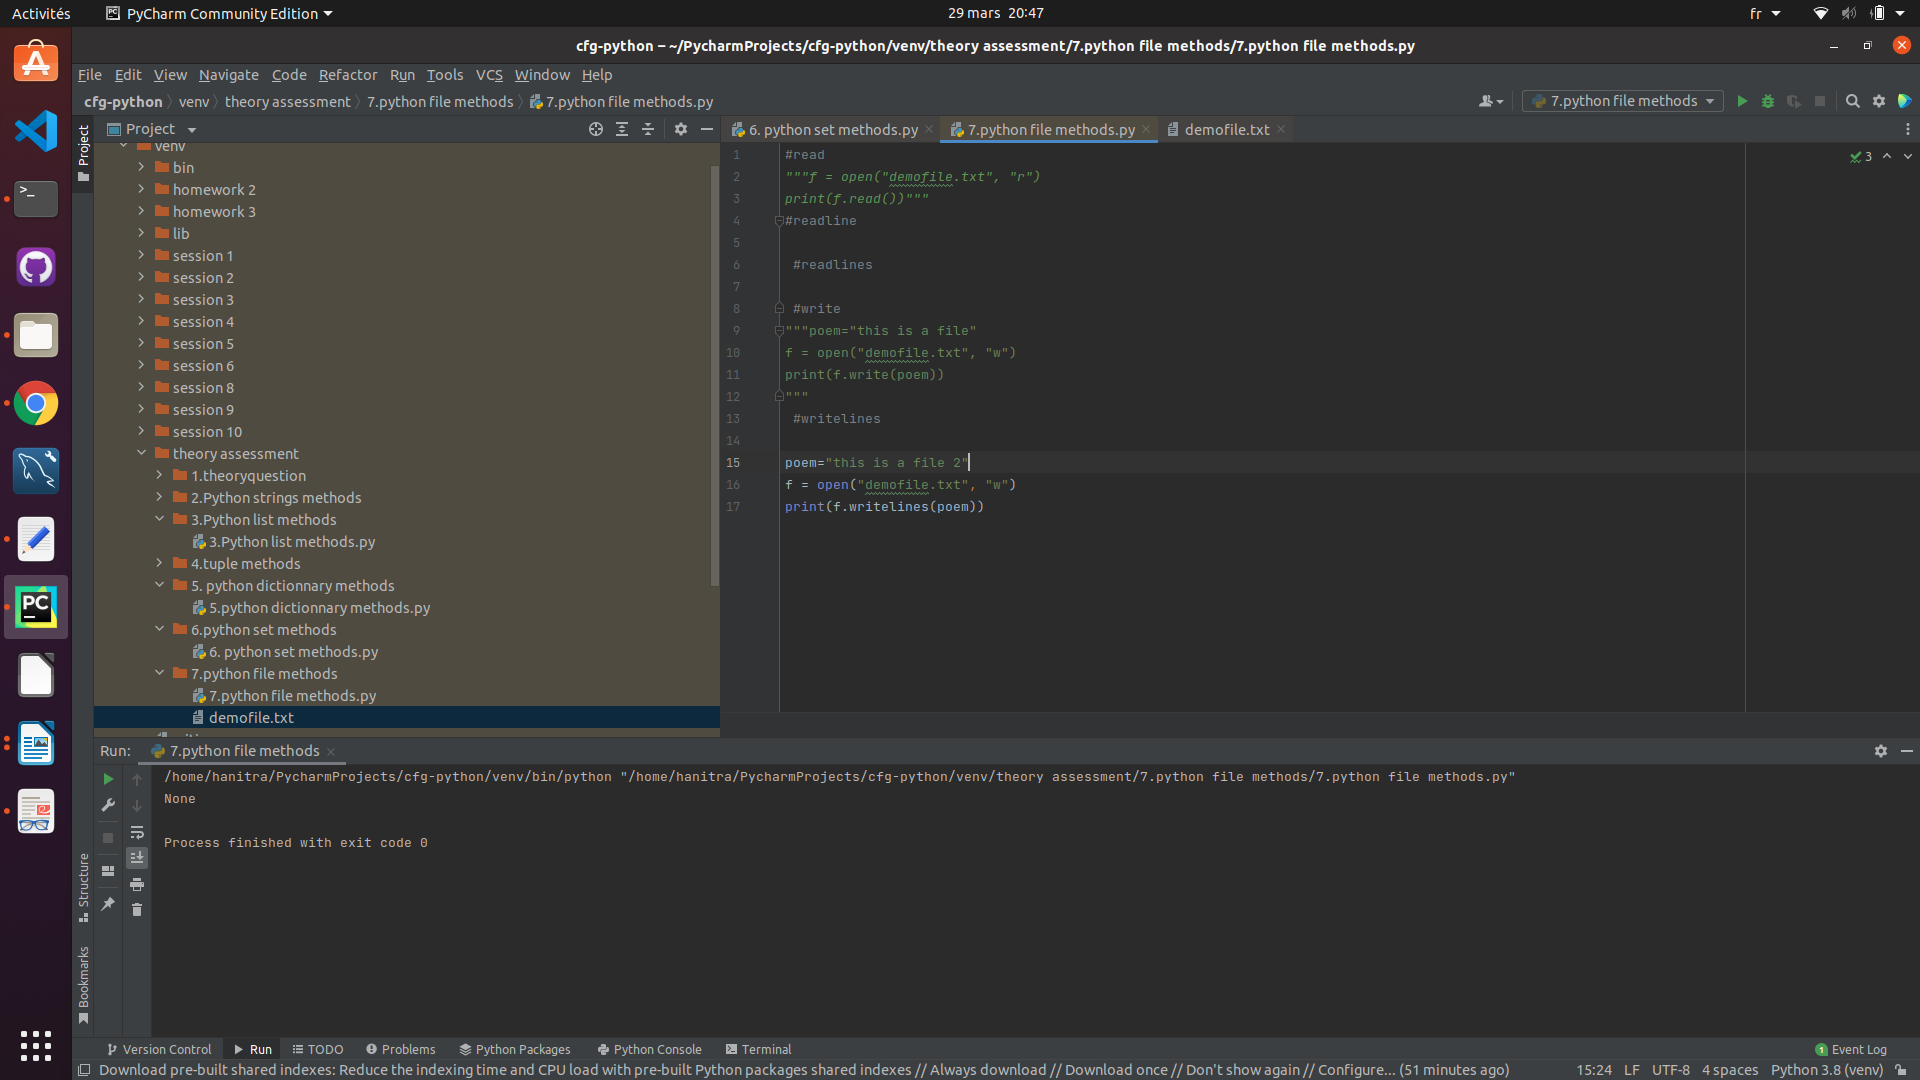 Activités
PyCharm Community Edition
29 mars 20:47
fr
cfg-python – ~/PycharmProjects/cfg-python/venv/theory assessment/7.python file methods/7.python file methods.py
File Edit View Navigate Code Refactor Run Tools VCS Window Help
cfg-python venv theory assessment 7.python file methods 7.python file methods.py
7.python file methods
Project
Project
6. python set methods.py
7.python file methods.py
demofile.txt
venv
bin
homework 2
homework 3
lib
session 1
session 2
session 3
session 4
session 5
session 6
session 8
session 9
session 10
theory assessment
1.theoryquestion
2.Python strings methods
3.Python list methods
3.Python list methods.py
4.tuple methods
5. python dictionnary methods
5.python dictionnary methods.py
6.python set methods
6. python set methods.py
7.python file methods
7.python file methods.py
demofile.txt
3
1 #read
2 """f = open("demofile.txt", "r")
3 print(f.read())"""
4 #readline
5
6 #readlines
7
8 #write
9 """poem="this is a file"
10 f = open("demofile.txt", "w")
11 print(f.write(poem))
12 """
13 #writelines
14
15 poem="this is a file 2"
16 f = open("demofile.txt", "w")
17 print(f.writelines(poem))
Run: 7.python file methods
/home/hanitra/PycharmProjects/cfg-python/venv/bin/python "/home/hanitra/PycharmProjects/cfg-python/venv/theory assessment/7.python file methods/7.python file methods.py"
None
Process finished with exit code 0
Structure
Bookmarks
Version Control Run TODO Problems Python Packages Python Console Terminal
1 Event Log
Download pre-built shared indexes: Reduce the indexing time and CPU load with pre-built Python packages shared indexes // Always download // Download once // Don't show again // Configure... (51 minutes ago)
15:24 LF UTF-8 4 spaces Python 3.8 (venv)
PC